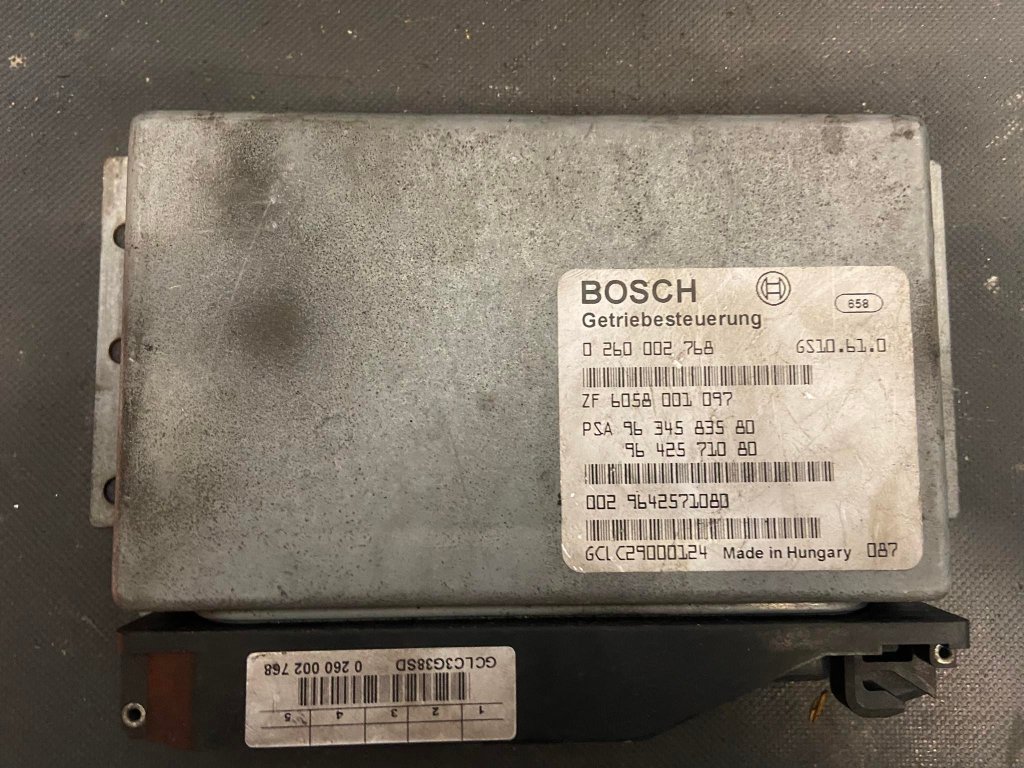 BOSCH
658
Getriebesteuerung
0 260 002 768 GS10.61.0
ZF 6058 001 097
PSA 96 345 835 80
96 425 710 80
002 9642571080
GCL C29000124 Made in Hungary 087
GCLC3G38SD 0 260 002 768
1 2 3 4 5